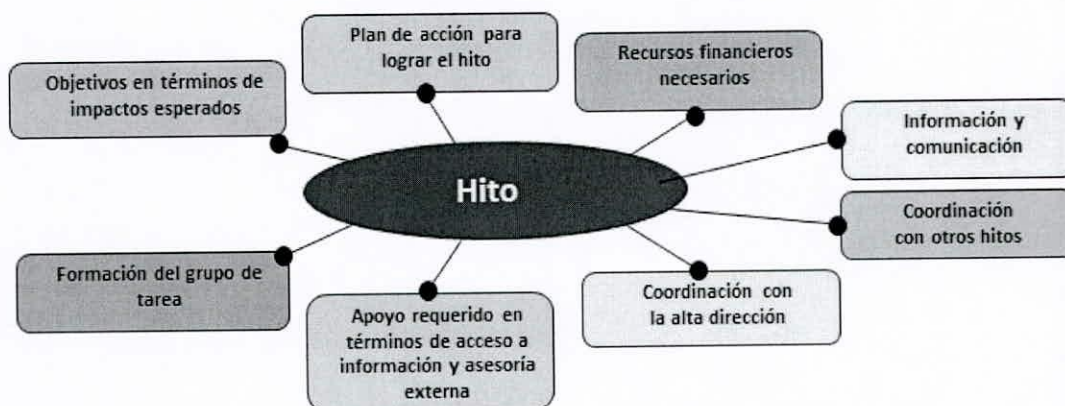 Plan de acción para
lograr el hito
Recursos financieros
necesarios
Objetivos en términos de
impactos esperados
Información y
comunicación
Hito
Coordinación
con otros hitos
Formación del grupo de
tarea
Coordinación con
la alta dirección
Apoyo requerido en
términos de acceso a
información y asesoría
externa